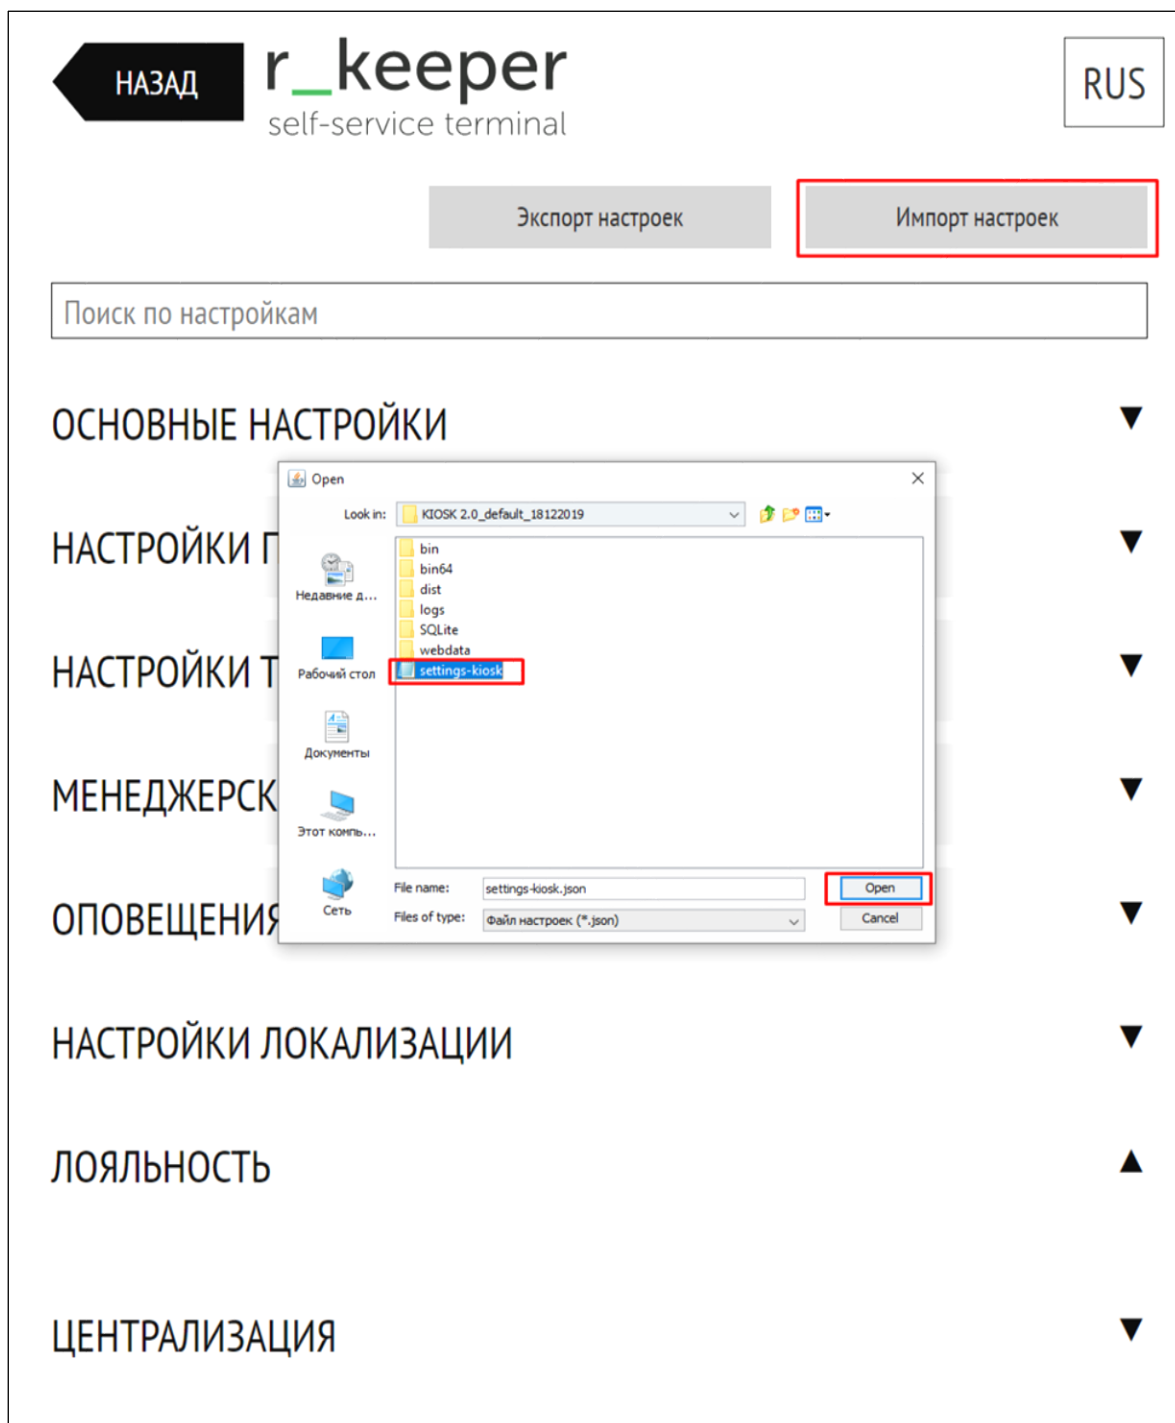 НАЗАД
r_keeper
self-service terminal
RUS
Экспорт настроек
Импорт настроек
Поиск по настройкам
ОСНОВНЫЕ НАСТРОЙКИ
Open
Look in:
KIOSK 2.0_default_18122019
НАСТРОЙКИ П
НАСТРОЙКИ Т
МЕНЕДЖЕРСК
ОПОВЕЩЕНИЯ
Недавние д...
Рабочий стол
Документы
Этот компь...
Сеть
bin
bin64
dist
logs
SQLite
webdata
settings-kiosk
File name:
settings-kiosk.json
Open
Files of type:
Файл настроек (*.json)
Cancel
НАСТРОЙКИ ЛОКАЛИЗАЦИИ
ЛОЯЛЬНОСТЬ
ЦЕНТРАЛИЗАЦИЯ